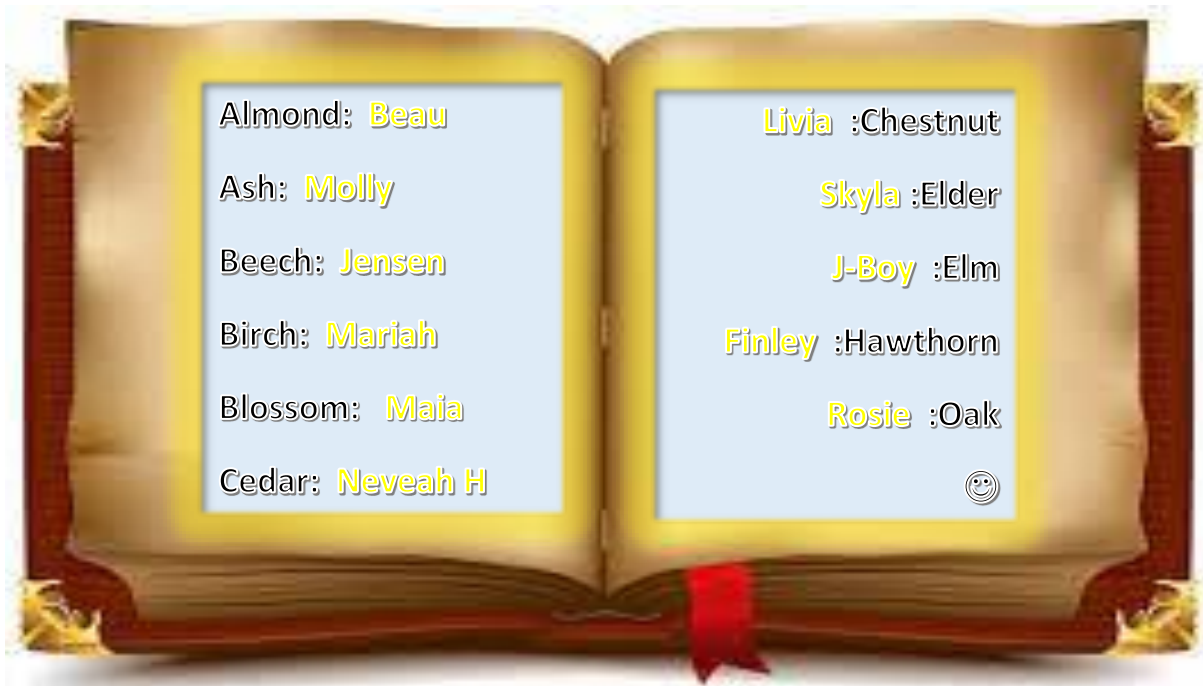 Almond: Beau
Ash: Molly
Beech: Jensen
Birch: Mariah
Blossom: Maia
Cedar: Neveah H
Livia :Chestnut
Skyla :Elder
J-Boy :Elm
Finley :Hawthorn
Rosie :Oak
☺